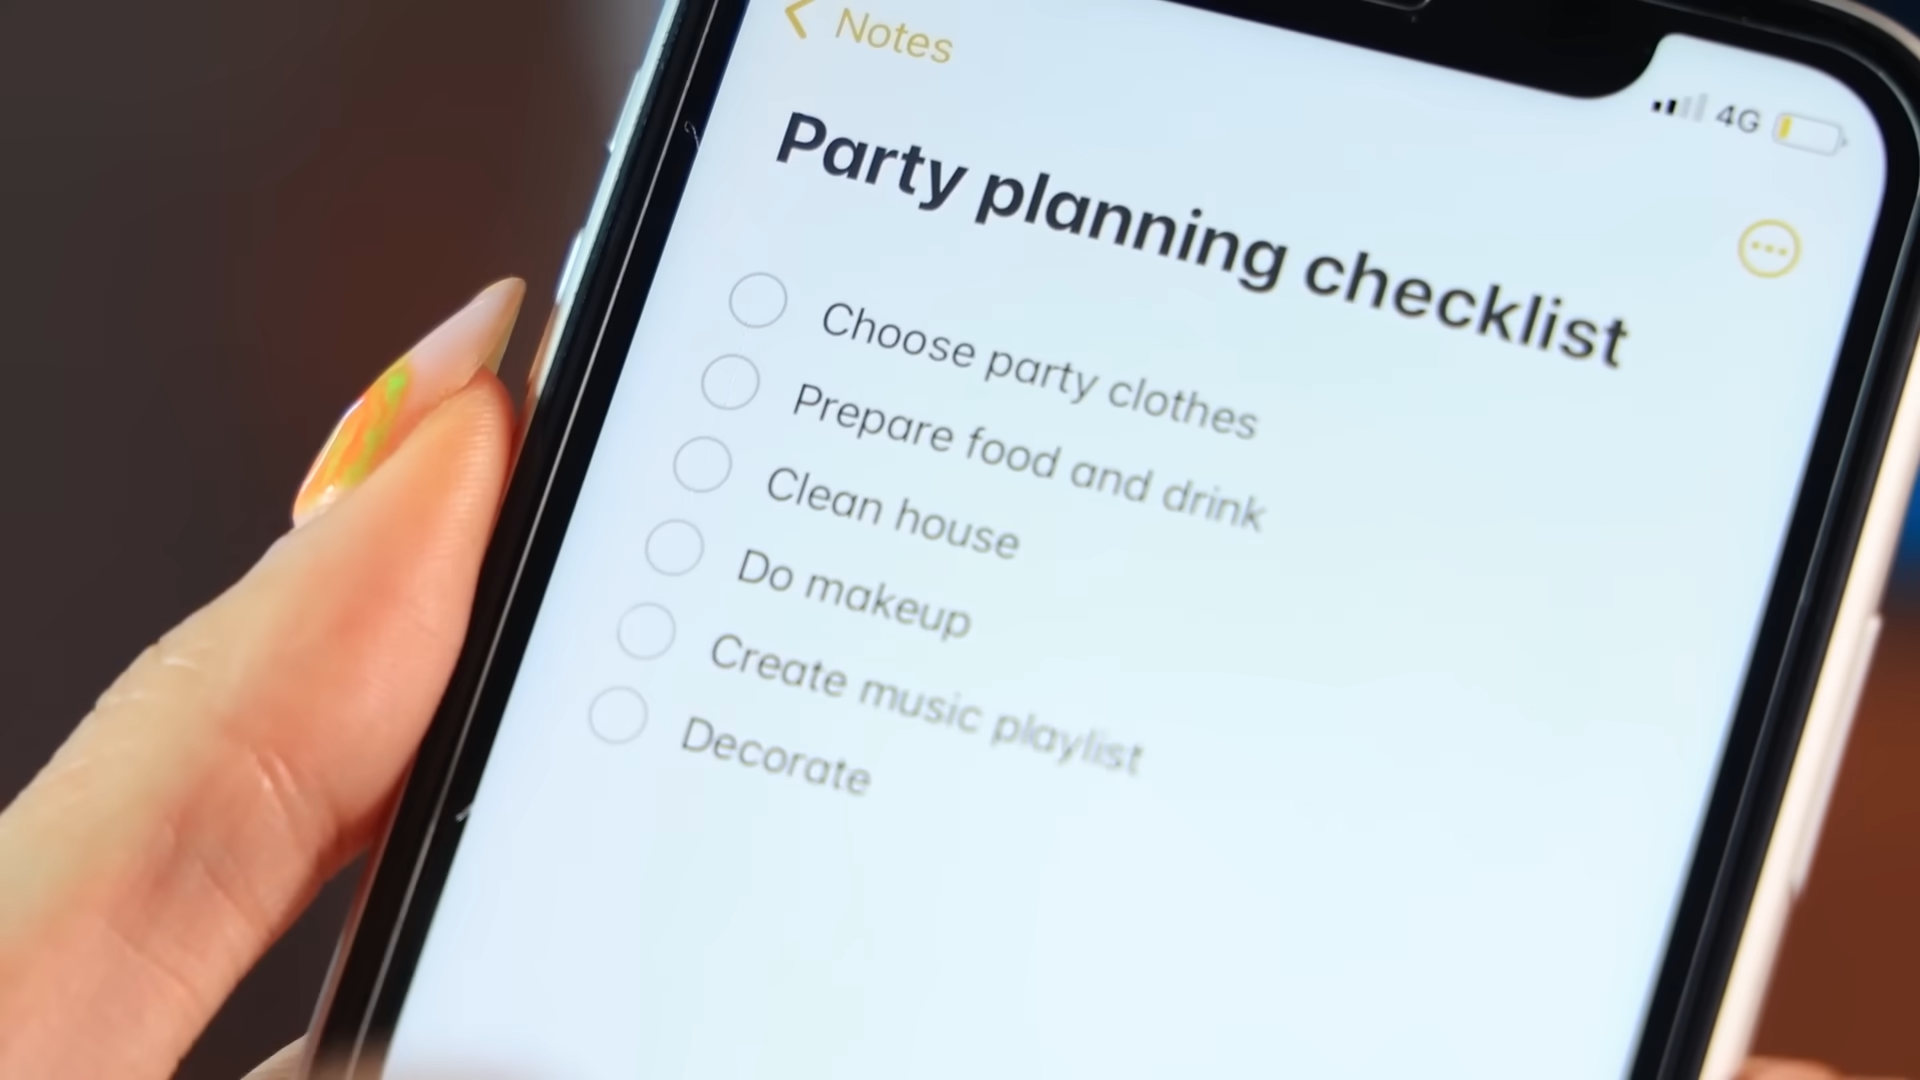 Notes
4G
Party planning checklist
Choose party clothes
Prepare food and drink
Clean house
Do makeup
Create music playlist
Decorate